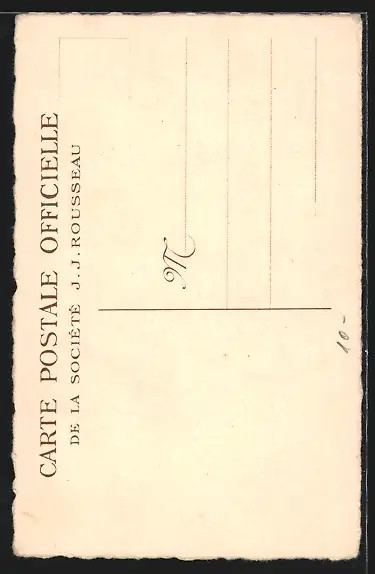 CARTE POSTALE OFFICIELLE
DE LA SOCIÉTÉ J. J. ROUSSEAU
M
10-